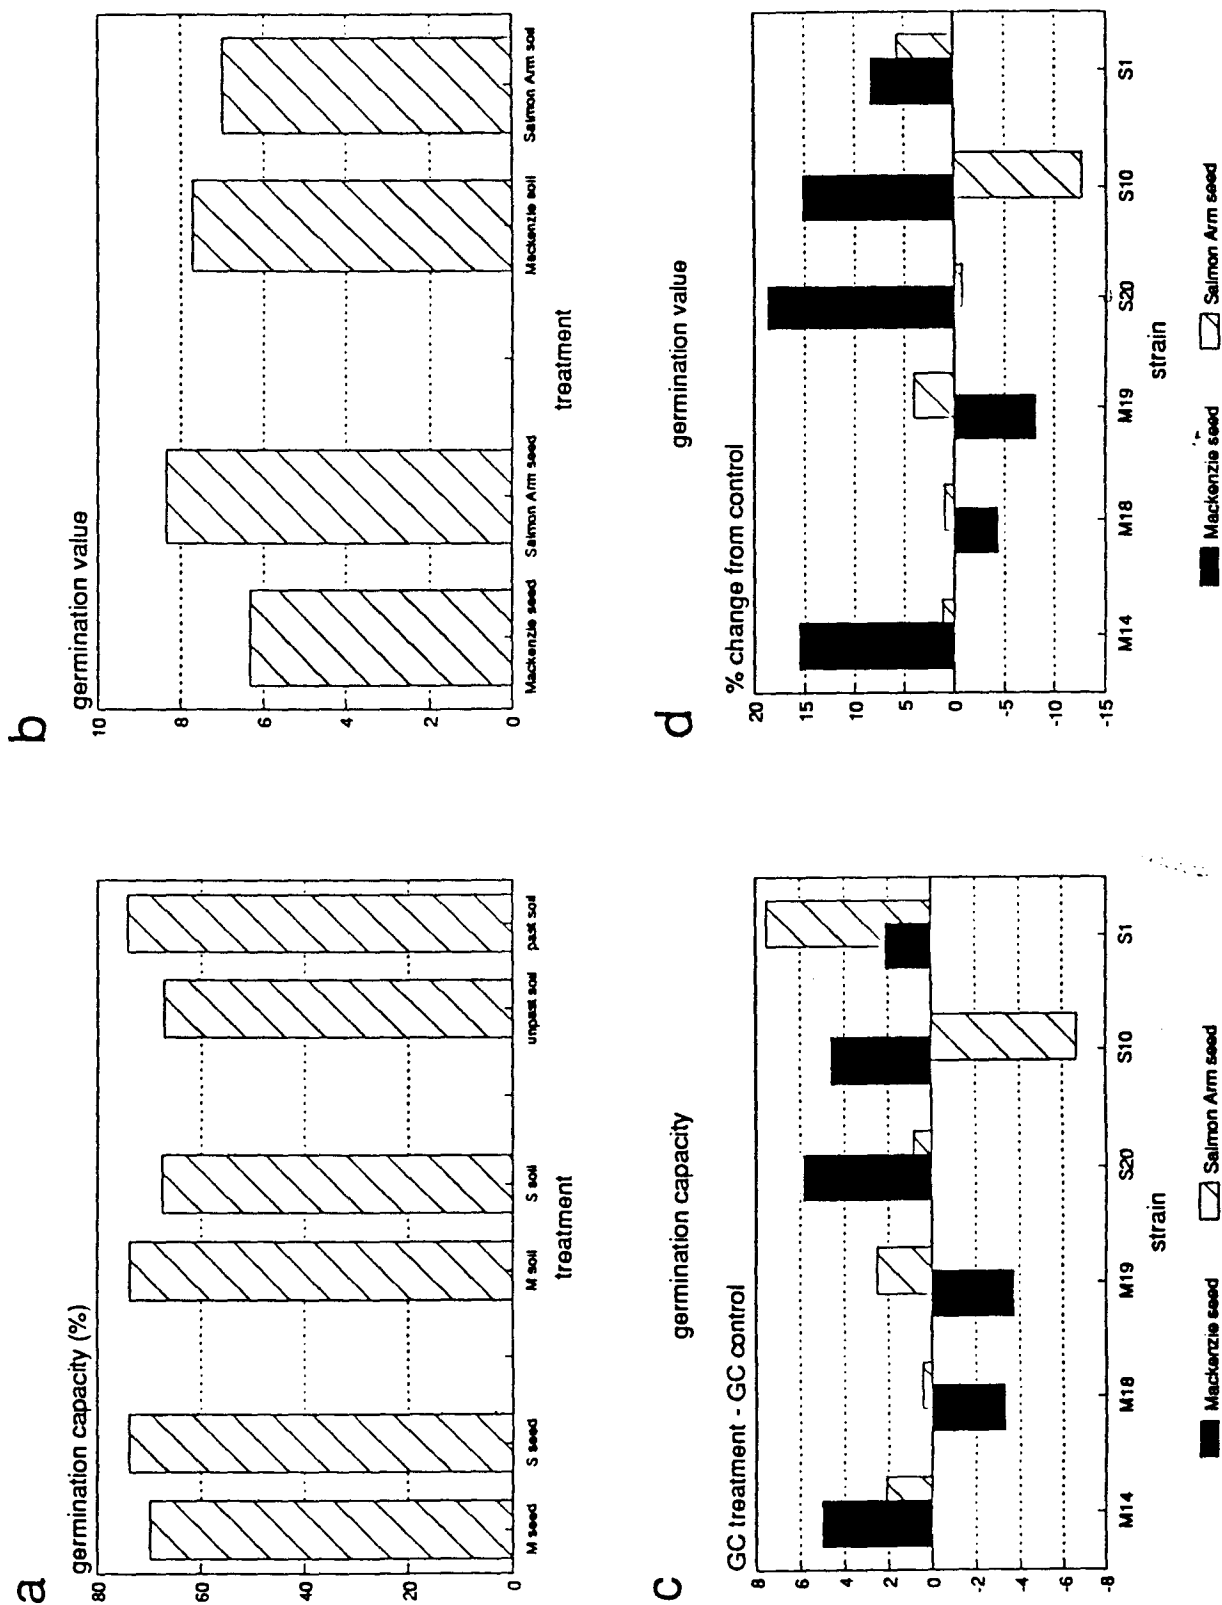 a
germination capacity (%)
80
60
40
20
0
M seed S seed M soil S soil unpast soil past soil
treatment
b
germination value
10
8
6
4
2
0
Mackenzie seed Salmon Arm seed Mackenzie soil Salmon Arm soil
treatment
c
germination capacity
GC treatment - GC control
8
6
4
2
0
-2
-4
-6
-8
M14 M18 M19 S20 S10 S1
strain
Mackenzie seed Salmon Arm seed
d
germination value
% change from control
20
15
10
5
0
-5
-10
-15
M14 M18 M19 S20 S10 S1
strain
Mackenzie seed Salmon Arm seed